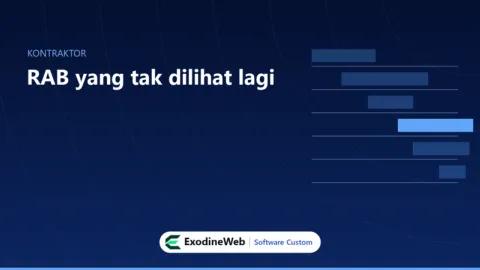 KONTRAKTOR
RAB yang tak dilihat lagi
ExodineWeb | Software Custom